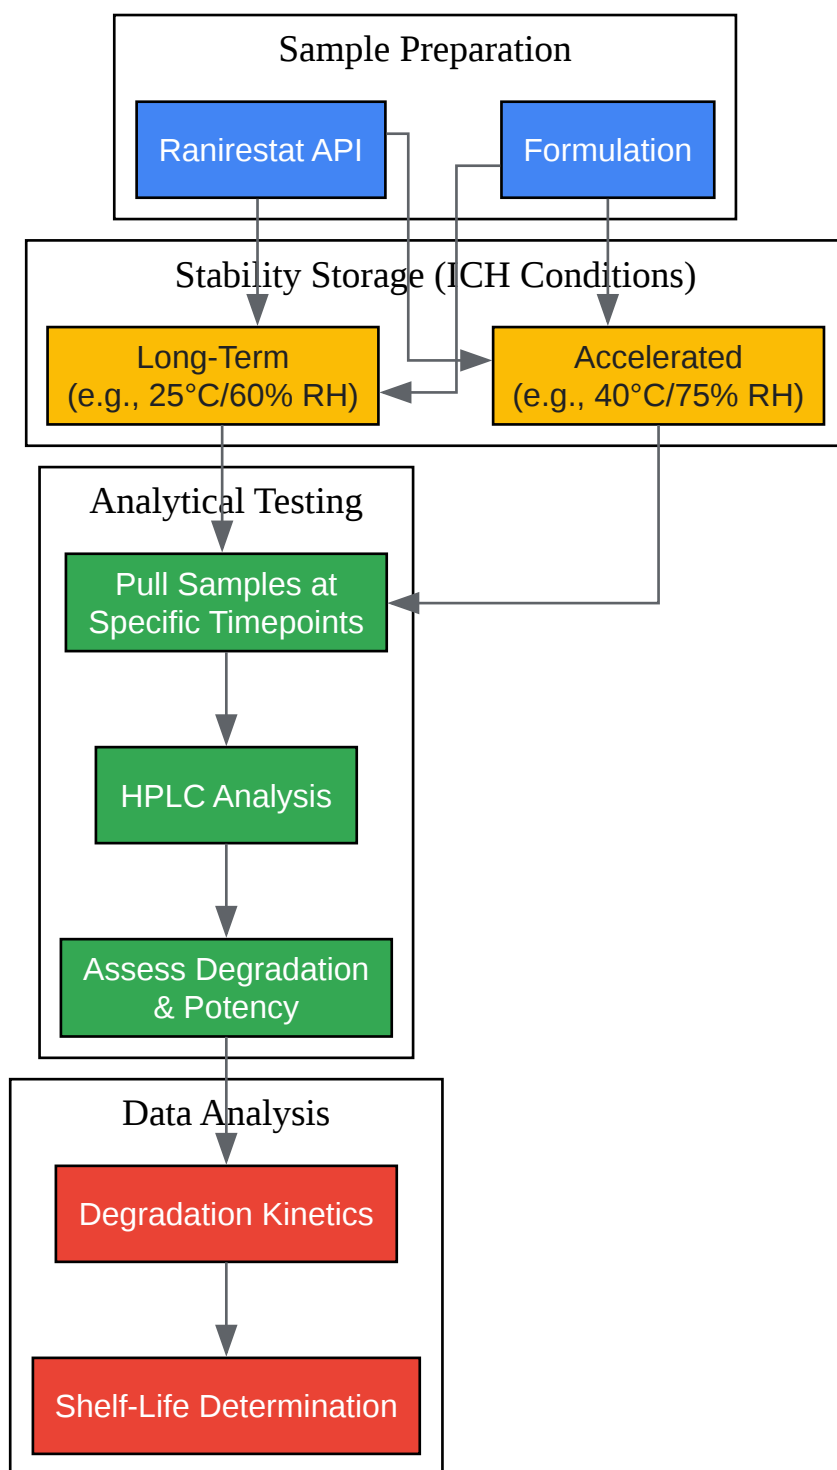 Sample Preparation
Ranirestat API
Formulation
Stability Storage (ICH Conditions)
Long-Term
(e.g., 25°C/60% RH)
Accelerated
(e.g., 40°C/75% RH)
Analytical Testing
Pull Samples at
Specific Timepoints
HPLC Analysis
Assess Degradation
& Potency
Data Analysis
Degradation Kinetics
Shelf-Life Determination